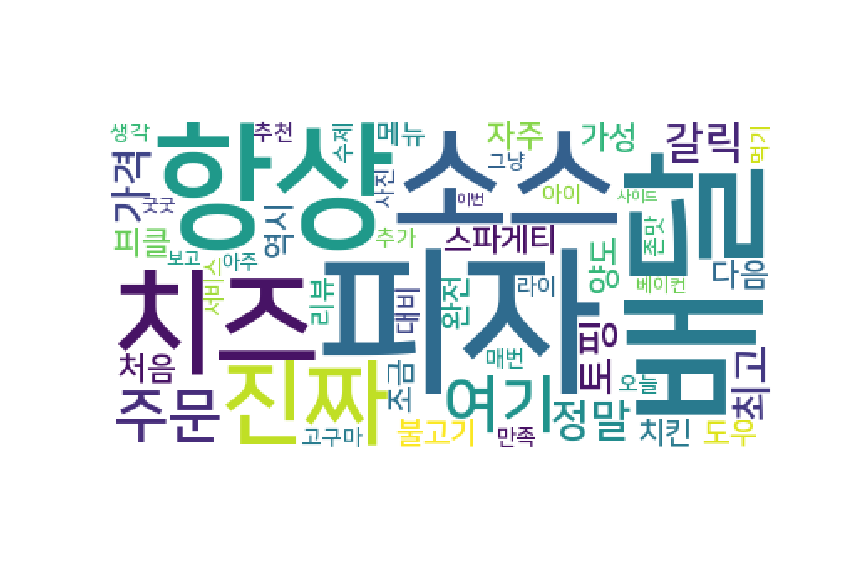 생각
항상
추천
수제
메뉴
소스
자주
가성
갈릭
먹기
가격
굿굿
사진
그냥
이번
아이
사이트
배달
피클
역시
추가
스파게티
양도
존맛
다음
보고
아주
서비스
리뷰
대비
완전
라이
베이컨
치즈
피자
토핑
처음
조금
매번
오늘
최고
주문
진짜
여기
정말
고구마
불고기
만족
치킨
도우